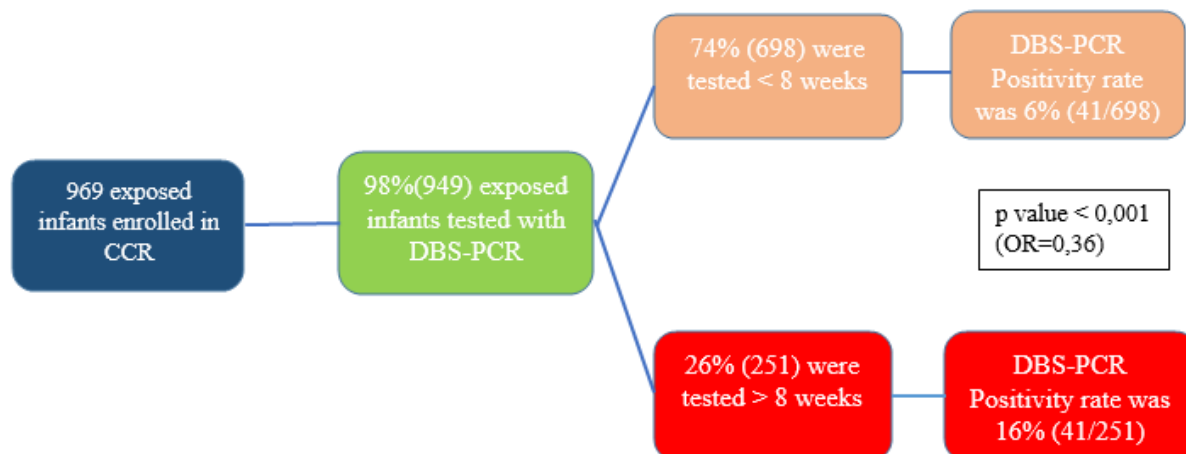 969 exposed
infants enrolled in
CCR
98%(949) exposed
infants tested with
DBS-PCR
74% (698) were
tested < 8 weeks
DBS-PCR
Positivity rate
was 6% (41/698)
p value < 0,001
(OR=0,36)
26% (251) were
tested > 8 weeks
DBS-PCR
Positivity rate was
16% (41/251)